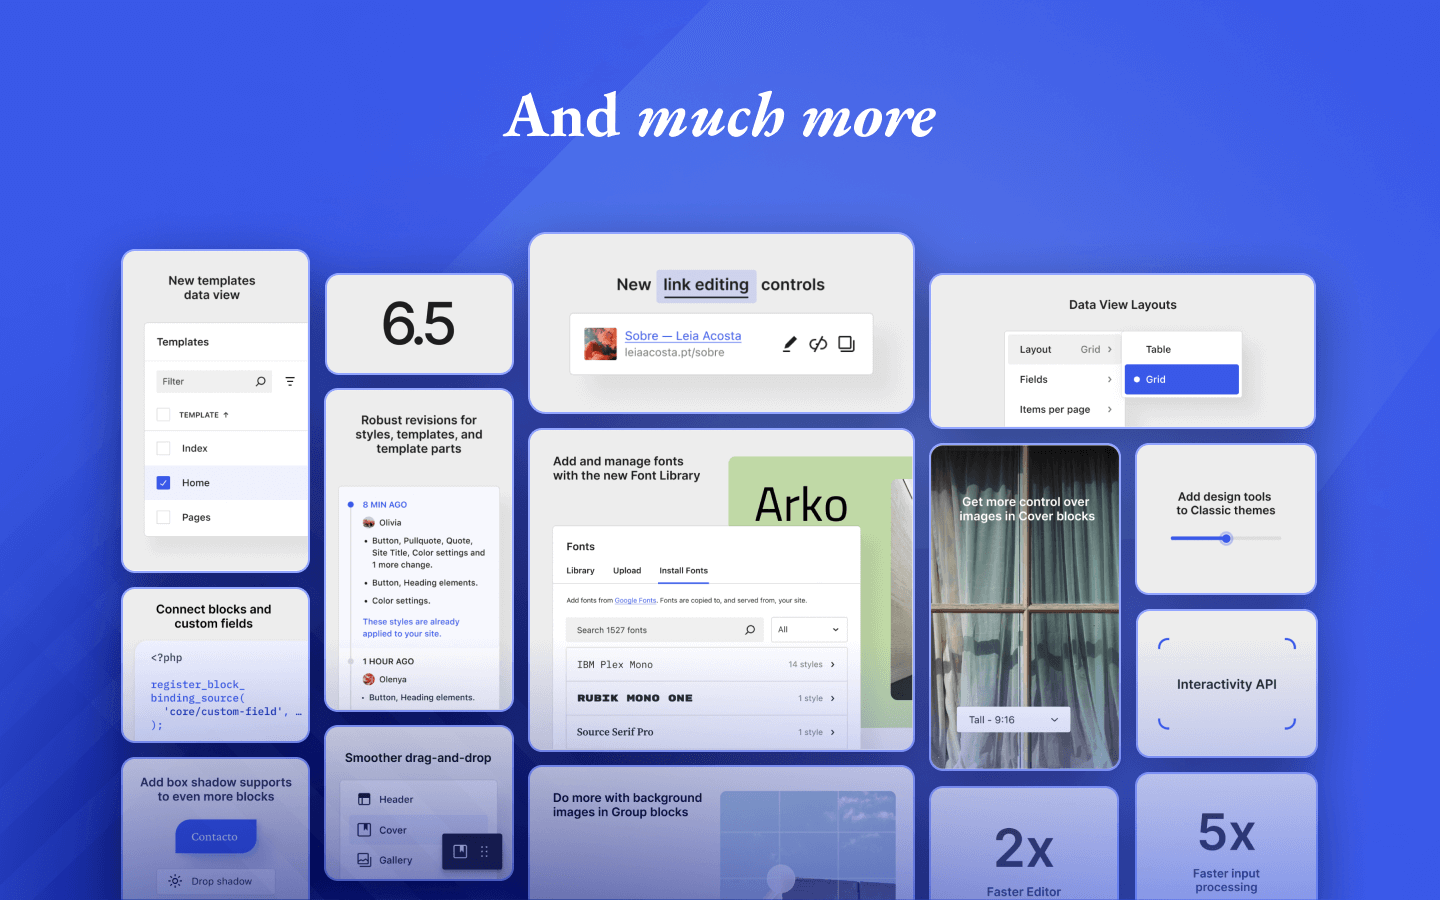 And much more
New templates
data view
Templates
Filter
TEMPLATE ↑
Index
Home
Pages
Connect blocks and
custom fields
<?php
register_block_
binding_source(
'core/custom-field', …
);
Add box shadow supports
to even more blocks
Contacto
Drop shadow
6.5
Robust revisions for
styles, templates, and
template parts
8 MIN AGO
Olivia
• Button, Pullquote, Quote,
Site Title, Color settings and
1 more change.
• Button, Heading elements.
• Color settings.
These styles are already
applied to your site.
1 HOUR AGO
Olenya
• Button, Heading elements.
Smoother drag-and-drop
Header
Cover
Gallery
New link editing controls
Sobre — Leia Acosta
leiaacosta.pt/sobre
Add and manage fonts
with the new Font Library
Arko
Fonts
Library Upload Install Fonts
Add fonts from Google Fonts. Fonts are copied to, and served from, your site.
Search 1527 fonts All
IBM Plex Mono 14 styles
RUBIK MONO ONE 1 style
Source Serif Pro 1 style
Do more with background
images in Group blocks
Data View Layouts
Layout Grid
Table
Fields
Grid
Items per page
Get more control over
images in Cover blocks
Tall - 9:16
Add design tools
to Classic themes
Interactivity API
2x
Faster Editor
5x
Faster input
processing